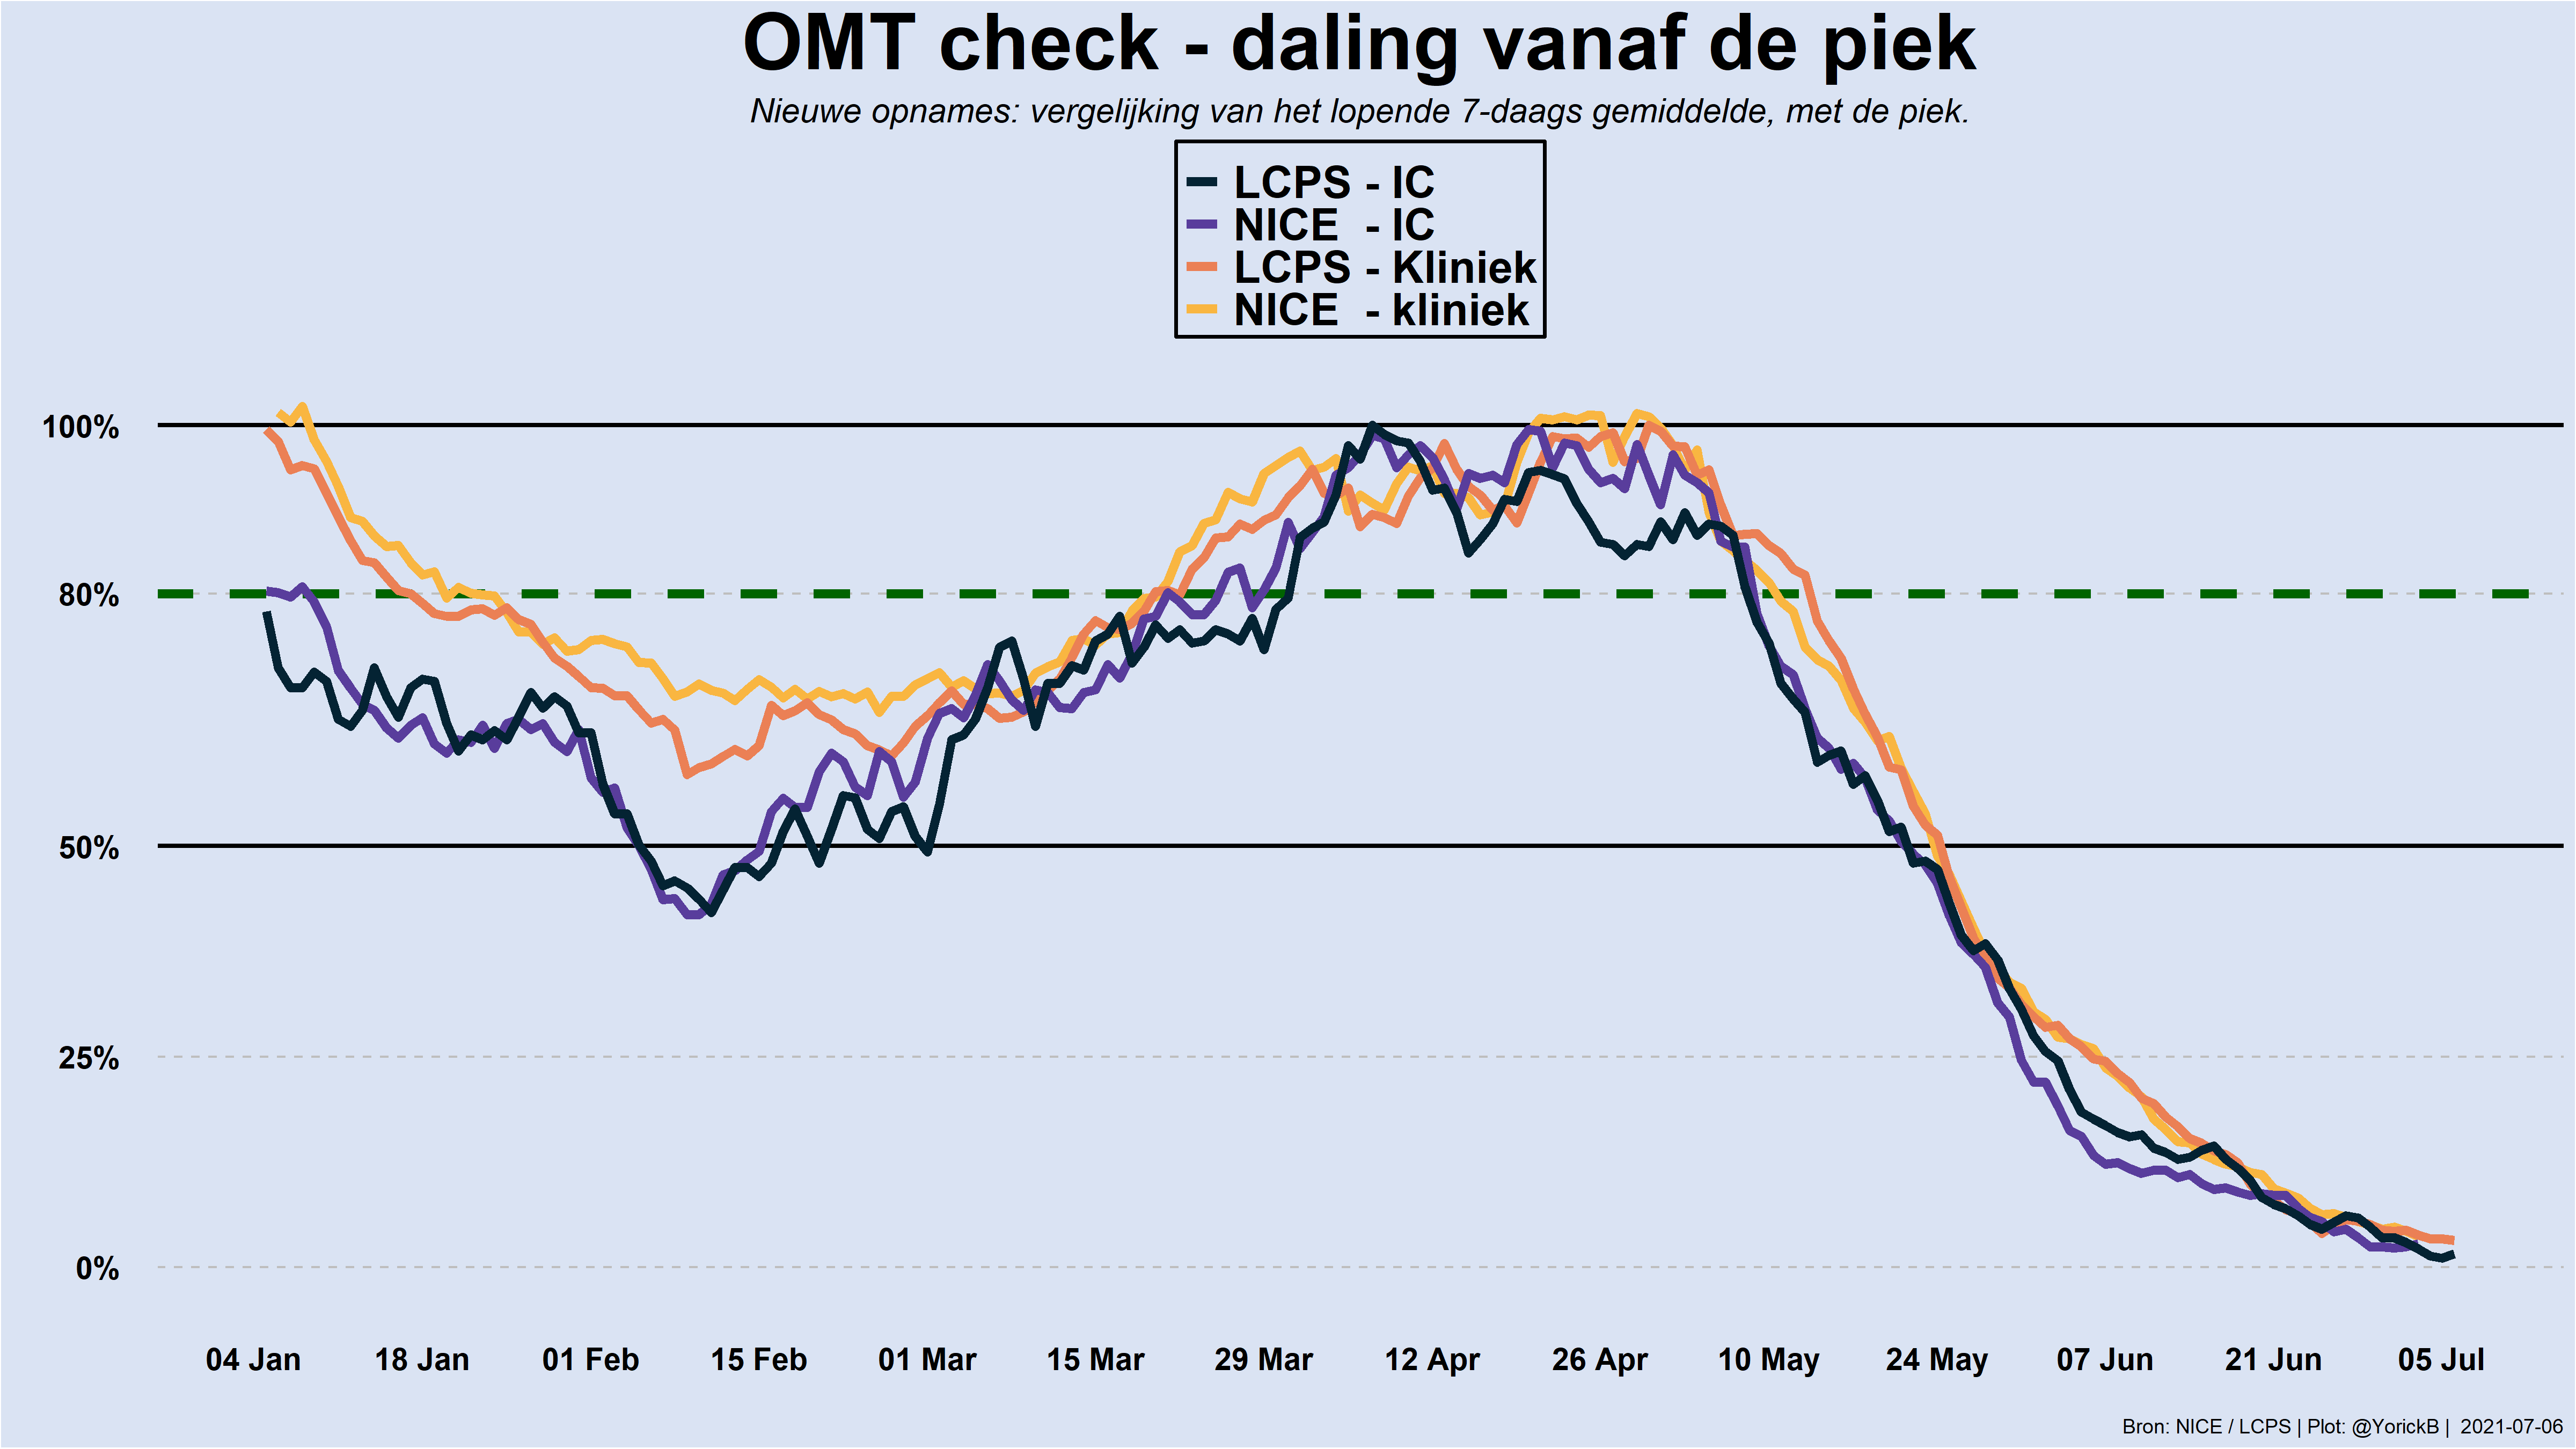 OMT check - daling vanaf de piek
Nieuwe opnames: vergelijking van het lopende 7-daags gemiddelde, met de piek.
LCPS - IC
NICE - IC
LCPS - Kliniek
NICE - kliniek
100%
80%
50%
25%
0%
04 Jan 18 Jan 01 Feb 15 Feb 01 Mar 15 Mar 29 Mar 12 Apr 26 Apr 10 May 24 May 07 Jun 21 Jun 05 Jul
Bron: NICE / LCPS | Plot: @YorickB | 2021-07-06